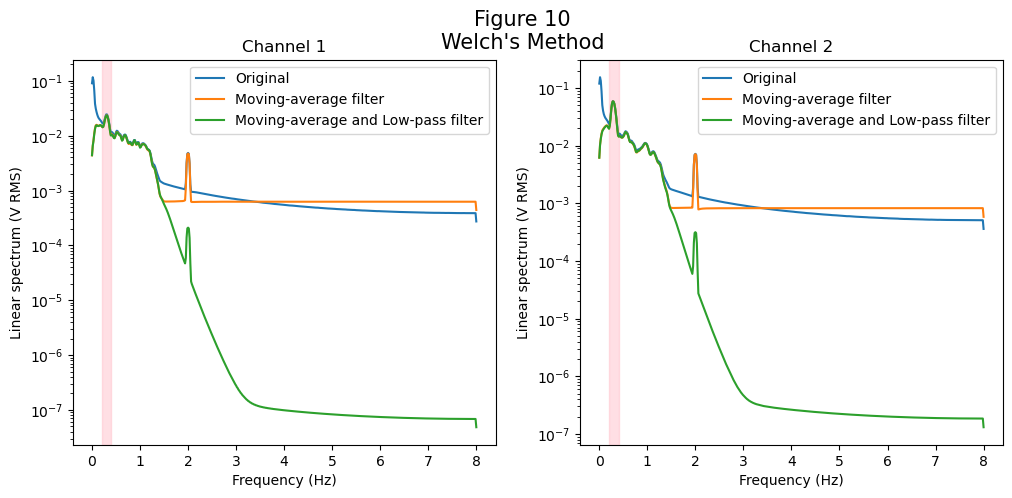 Figure 10
Welch's Method
Channel 1
Original
Moving-average filter
Moving-average and Low-pass filter
10⁻¹
10⁻²
10⁻³
10⁻⁴
10⁻⁵
10⁻⁶
10⁻⁷
Linear spectrum (V RMS)
0 1 2 3 4 5 6 7 8
Frequency (Hz)
Channel 2
Original
Moving-average filter
Moving-average and Low-pass filter
10⁻¹
10⁻²
10⁻³
10⁻⁴
10⁻⁵
10⁻⁶
10⁻⁷
Linear spectrum (V RMS)
0 1 2 3 4 5 6 7 8
Frequency (Hz)